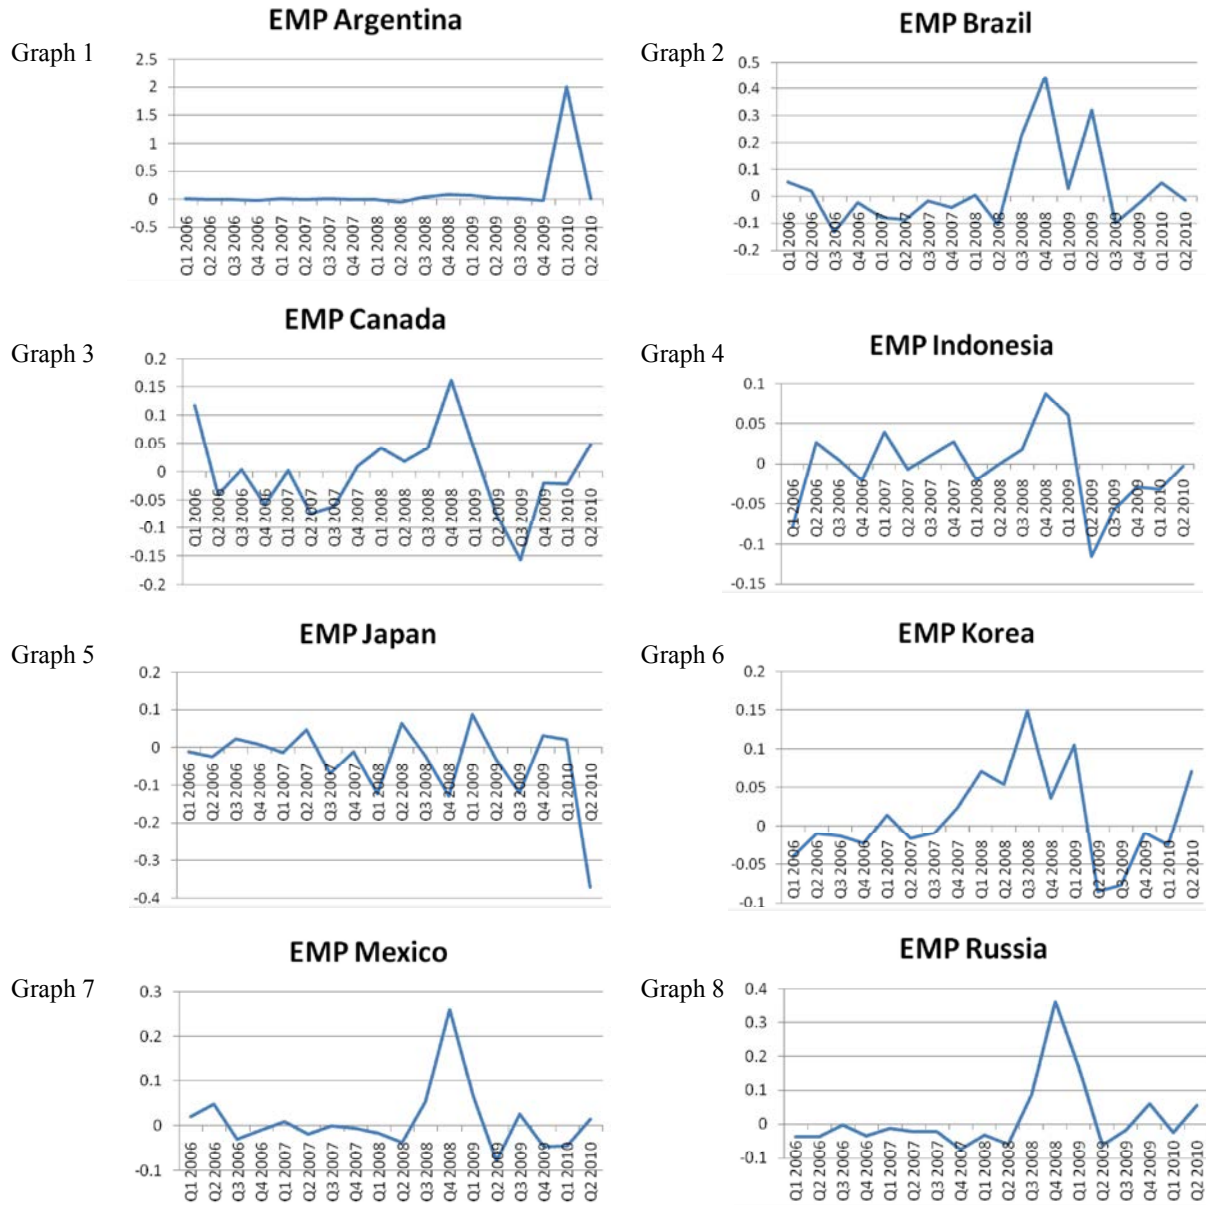 EMP Argentina
Graph 1
2.5
2
1.5
1
0.5
0
-0.5
Q1 2006
Q2 2006
Q3 2006
Q4 2006
Q1 2007
Q2 2007
Q3 2007
Q4 2007
Q1 2008
Q2 2008
Q3 2008
Q4 2008
Q1 2009
Q2 2009
Q3 2009
Q4 2009
Q1 2010
Q2 2010
EMP Brazil
Graph 2
0.5
0.4
0.3
0.2
0.1
0
-0.1
-0.2
Q1 2006
Q2 2006
Q3 2006
Q4 2006
Q1 2007
Q2 2007
Q3 2007
Q4 2007
Q1 2008
Q2 2008
Q3 2008
Q4 2008
Q1 2009
Q2 2009
Q3 2009
Q4 2009
Q1 2010
Q2 2010
EMP Canada
Graph 3
0.2
0.15
0.1
0.05
0
-0.05
-0.1
-0.15
-0.2
Q1 2006
Q2 2006
Q3 2006
Q4 2006
Q1 2007
Q2 2007
Q3 2007
Q4 2007
Q1 2008
Q2 2008
Q3 2008
Q4 2008
Q1 2009
Q2 2009
Q3 2009
Q4 2009
Q1 2010
Q2 2010
EMP Indonesia
Graph 4
0.1
0.05
0
-0.05
-0.1
-0.15
Q1 2006
Q2 2006
Q3 2006
Q4 2006
Q1 2007
Q2 2007
Q3 2007
Q4 2007
Q1 2008
Q2 2008
Q3 2008
Q4 2008
Q1 2009
Q2 2009
Q3 2009
Q4 2009
Q1 2010
Q2 2010
EMP Japan
Graph 5
0.2
0.1
0
-0.1
-0.2
-0.3
-0.4
Q1 2006
Q2 2006
Q3 2006
Q4 2006
Q1 2007
Q2 2007
Q3 2007
Q4 2007
Q1 2008
Q2 2008
Q3 2008
Q4 2008
Q1 2009
Q2 2009
Q3 2009
Q4 2009
Q1 2010
Q2 2010
EMP Korea
Graph 6
0.2
0.15
0.1
0.05
0
-0.05
-0.1
Q1 2006
Q2 2006
Q3 2006
Q4 2006
Q1 2007
Q2 2007
Q3 2007
Q4 2007
Q1 2008
Q2 2008
Q3 2008
Q4 2008
Q1 2009
Q2 2009
Q3 2009
Q4 2009
Q1 2010
Q2 2010
EMP Mexico
Graph 7
0.3
0.2
0.1
0
-0.1
Q1 2006
Q2 2006
Q3 2006
Q4 2006
Q1 2007
Q2 2007
Q3 2007
Q4 2007
Q1 2008
Q2 2008
Q3 2008
Q4 2008
Q1 2009
Q2 2009
Q3 2009
Q4 2009
Q1 2010
Q2 2010
EMP Russia
Graph 8
0.4
0.3
0.2
0.1
0
-0.1
Q1 2006
Q2 2006
Q3 2006
Q4 2006
Q1 2007
Q2 2007
Q3 2007
Q4 2007
Q1 2008
Q2 2008
Q3 2008
Q4 2008
Q1 2009
Q2 2009
Q3 2009
Q4 2009
Q1 2010
Q2 2010